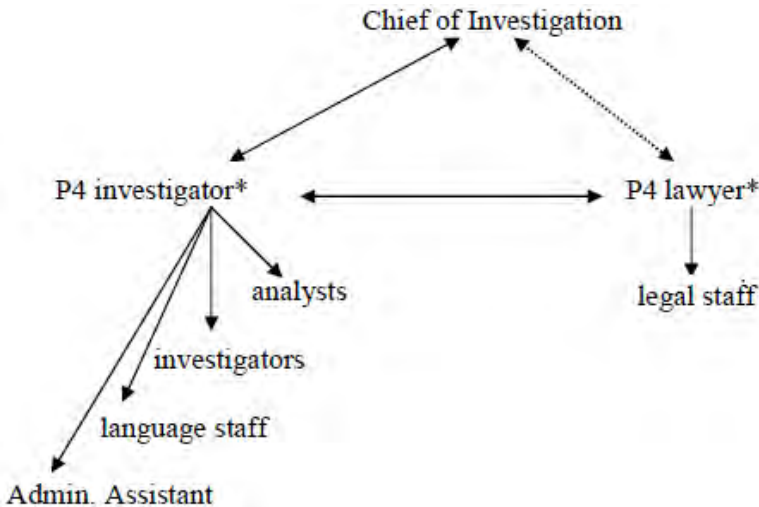 Chief of Investigation
P4 investigator*
P4 lawyer*
analysts
legal staff
investigators
language staff
Admin. Assistant